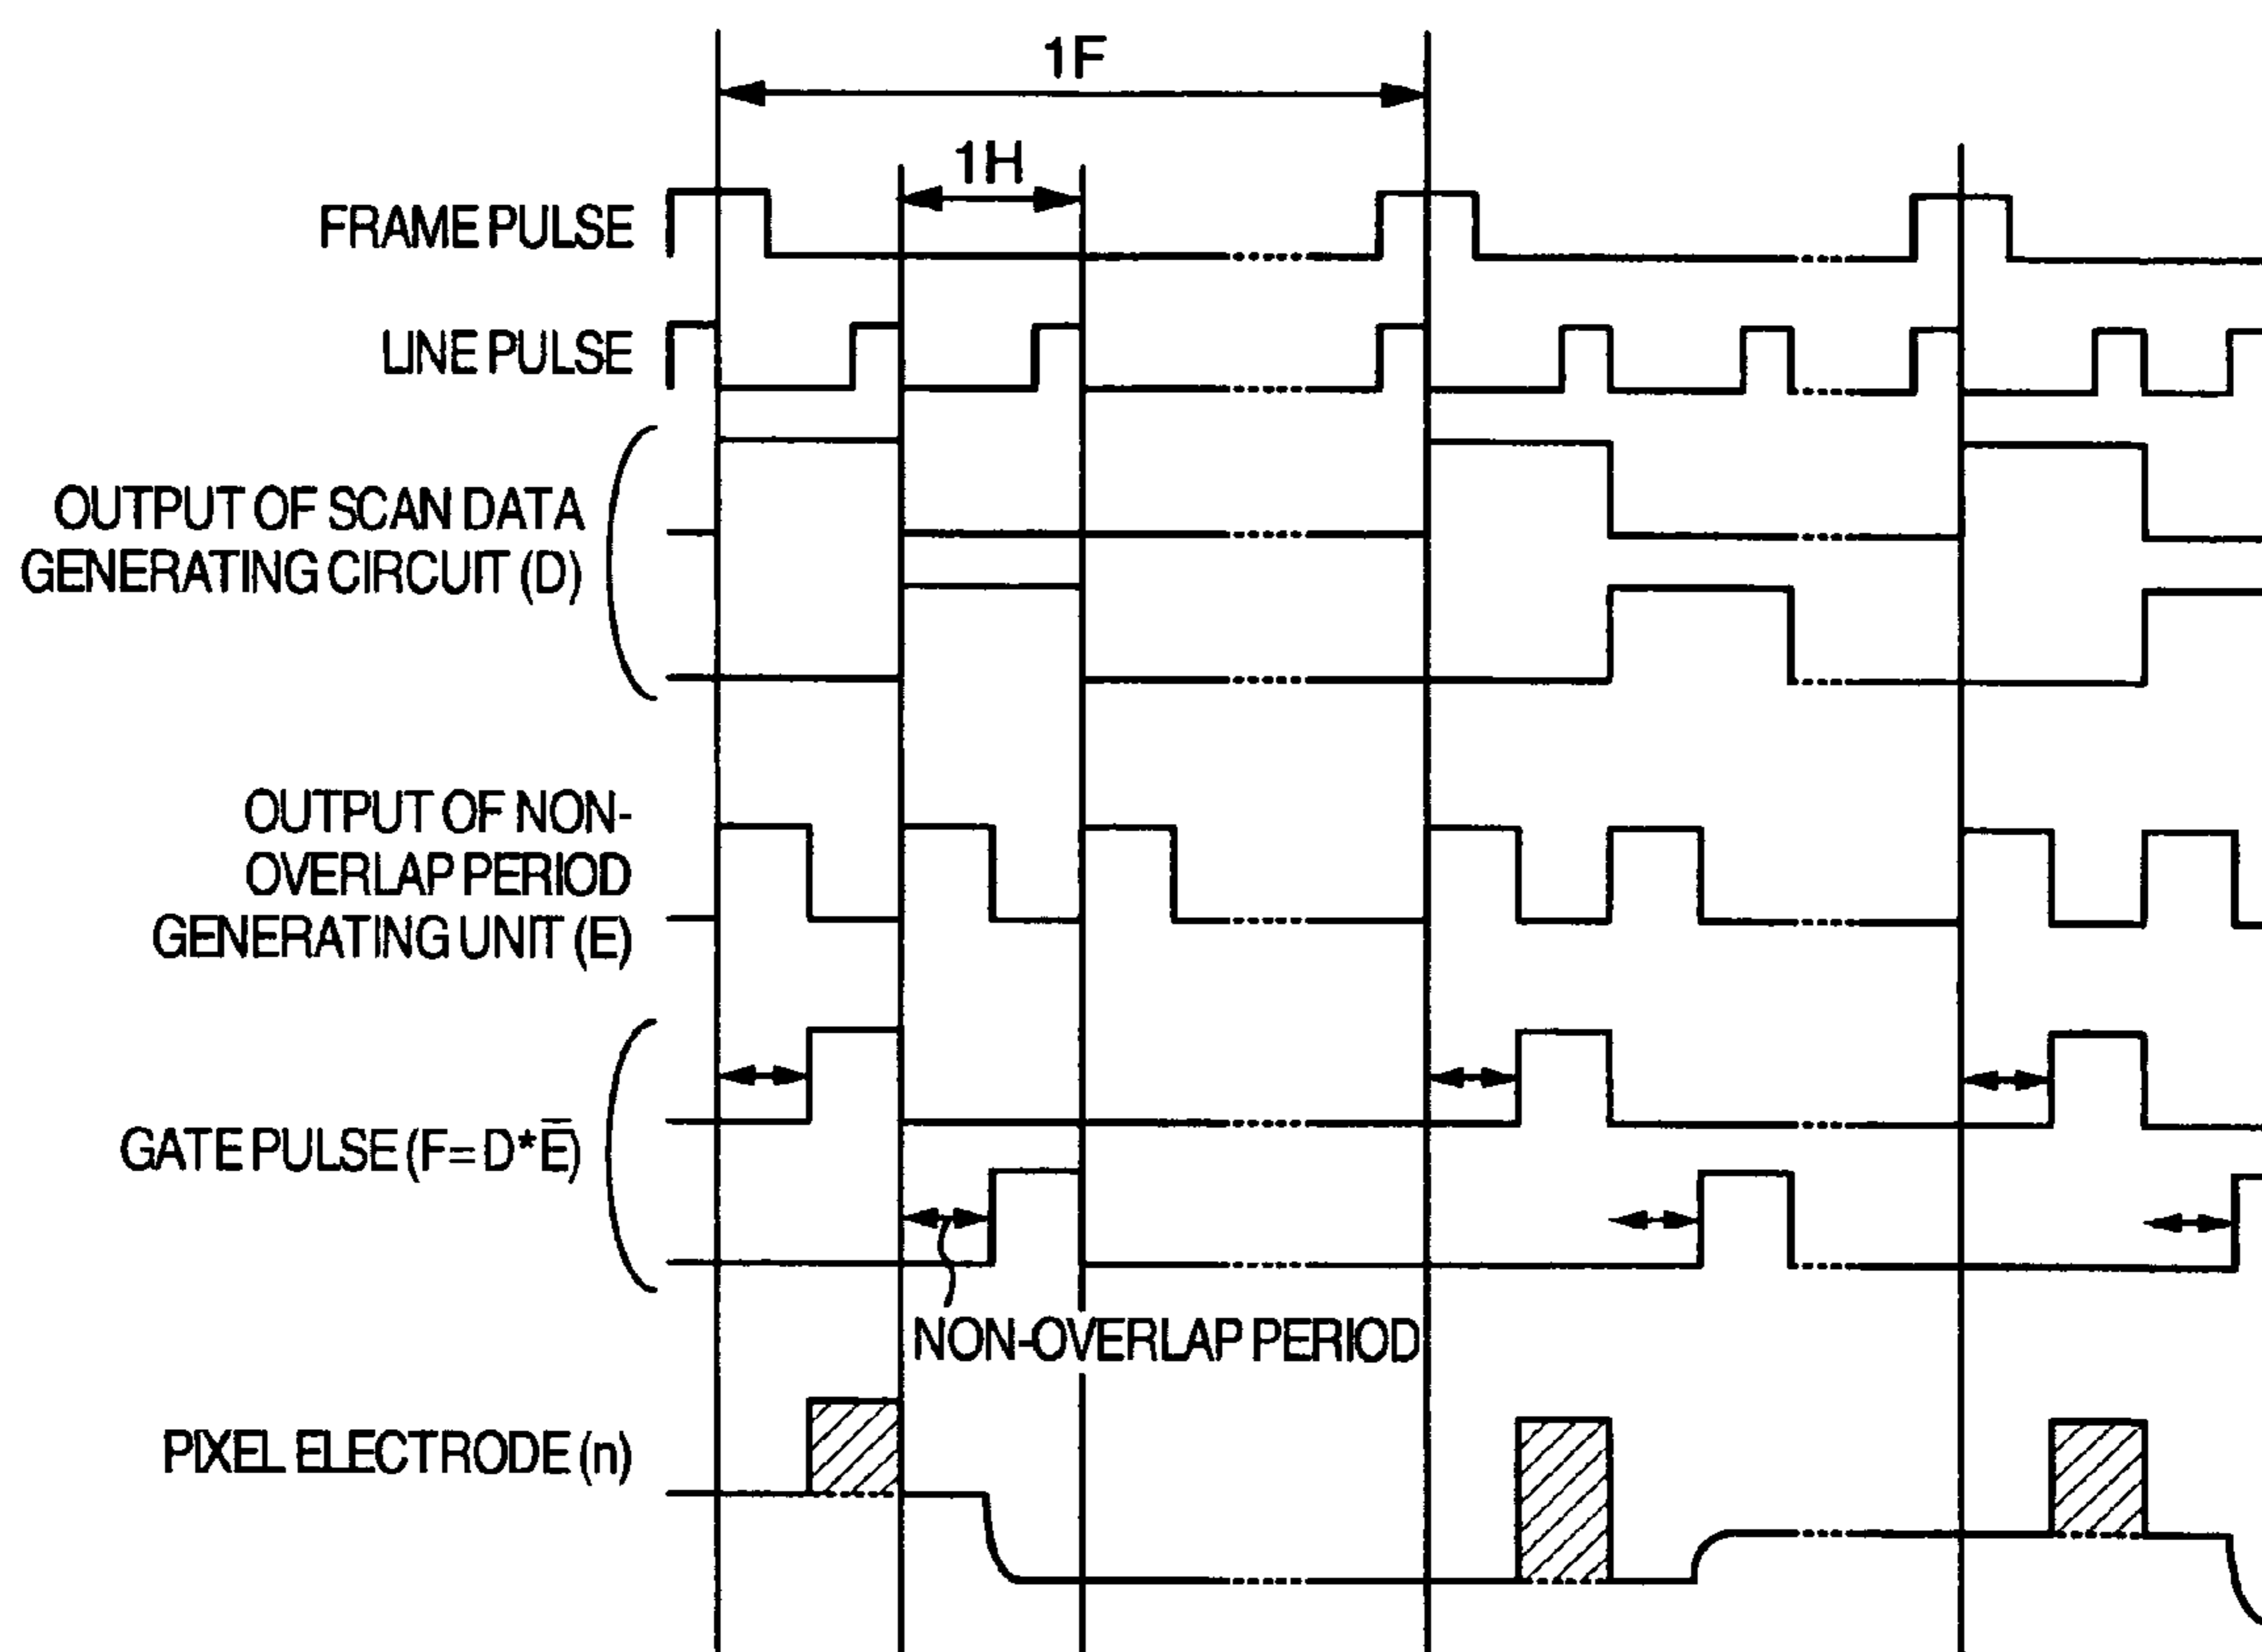 1F
1H
FRAME PULSE
LINE PULSE
OUTPUT OF SCAN DATA
GENERATING CIRCUIT (D)
OUTPUT OF NON-
OVERLAP PERIOD
GENERATING UNIT (E)
GATE PULSE (F=D*E̅)
NON-OVERLAP PERIOD
PIXEL ELECTRODE (n)